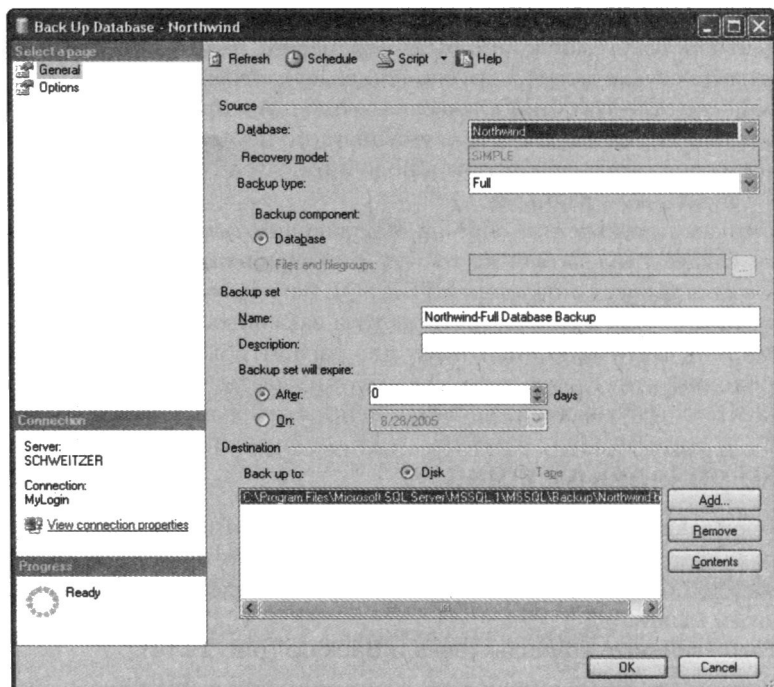 Back Up Database - Northwind
Select a page
General
Options
Refresh Schedule Script Help
Source
Database: Northwind
Recovery model: SIMPLE
Backup type: Full
Backup component:
Database
Files and filegroups:
Backup set
Name: Northwind-Full Database Backup
Description:
Backup set will expire:
After: 0 days
On: 8/28/2005
Destination
Back up to: Disk Tape
C:\Program Files\Microsoft SQL Server\MSSQL.1\MSSQL\Backup\Northwind.b
Add...
Remove
Contents
Connection
Server:
SCHWEITZER
Connection:
MyLogin
View connection properties
Progress
Ready
OK Cancel